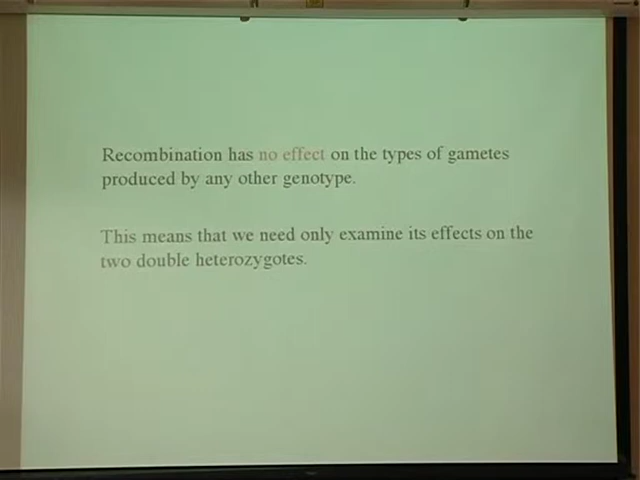 Recombination has no effect on the types of gametes
produced by any other genotype.
This means that we need only examine its effects on the
two double heterozygotes.